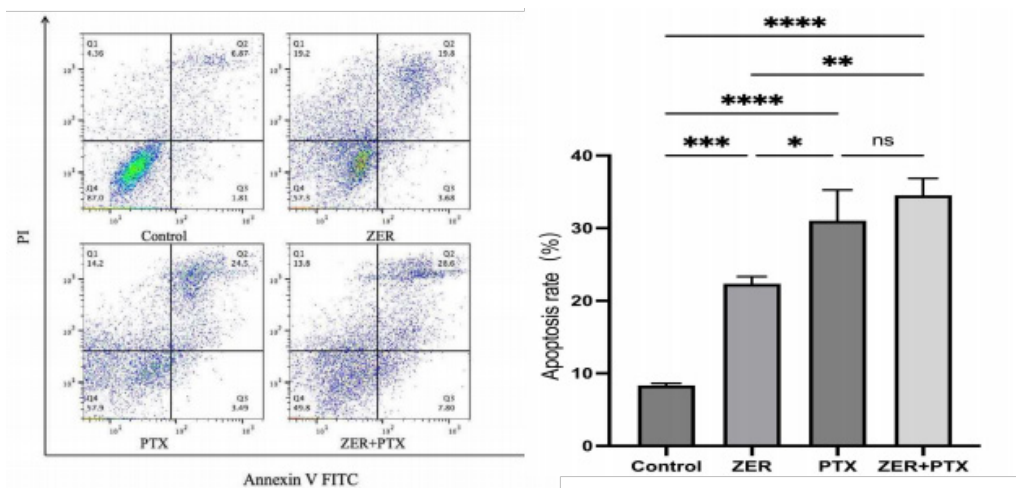 PI
Q1
4.36
Q2
6.87
Q4
87.0
Q3
1.81
Control
Q1
19.2
Q2
19.8
Q4
57.3
Q3
3.68
ZER
Q1
14.2
Q2
24.5
Q4
57.9
Q3
3.49
PTX
Q1
13.8
Q2
28.6
Q4
49.8
Q3
7.80
ZER+PTX
Annexin V FITC
****
**
****
*** * ns
Apoptosis rate (%)
40
30
20
10
0
Control ZER PTX ZER+PTX